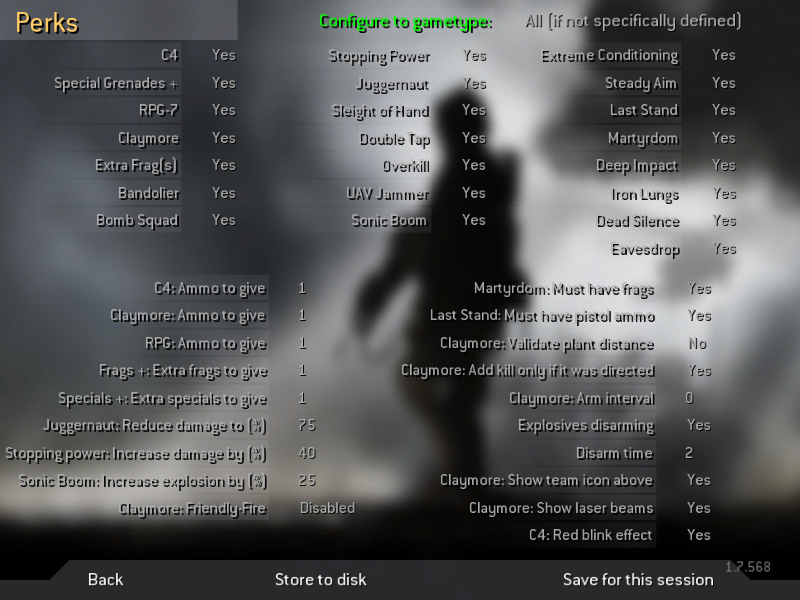 Perks
Configure to gametype: All (if not specifically defined)
C4 Yes
Special Grenades + Yes
RPG-7 Yes
Claymore Yes
Extra Frag(s) Yes
Bandolier Yes
Bomb Squad Yes
Stopping Power Yes
Juggernaut Yes
Sleight of Hand Yes
Double Tap Yes
Overkill Yes
UAV Jammer Yes
Sonic Boom Yes
Extreme Conditioning Yes
Steady Aim Yes
Last Stand Yes
Martyrdom Yes
Deep Impact Yes
Iron Lungs Yes
Dead Silence Yes
Eavesdrop Yes
C4: Ammo to give 1
Claymore: Ammo to give 1
RPG: Ammo to give 1
Frags +: Extra frags to give 1
Specials +: Extra specials to give 1
Juggernaut: Reduce damage to (%) 75
Stopping power: Increase damage by (%) 40
Sonic Boom: Increase explosion by (%) 25
Claymore: Friendly-Fire Disabled
Martyrdom: Must have frags Yes
Last Stand: Must have pistol ammo Yes
Claymore: Validate plant distance No
Claymore: Add kill only if it was directed Yes
Claymore: Arm interval 0
Explosives disarming Yes
Disarm time 2
Claymore: Show team icon above Yes
Claymore: Show laser beams Yes
C4: Red blink effect Yes
1.7.568
Back Store to disk Save for this session